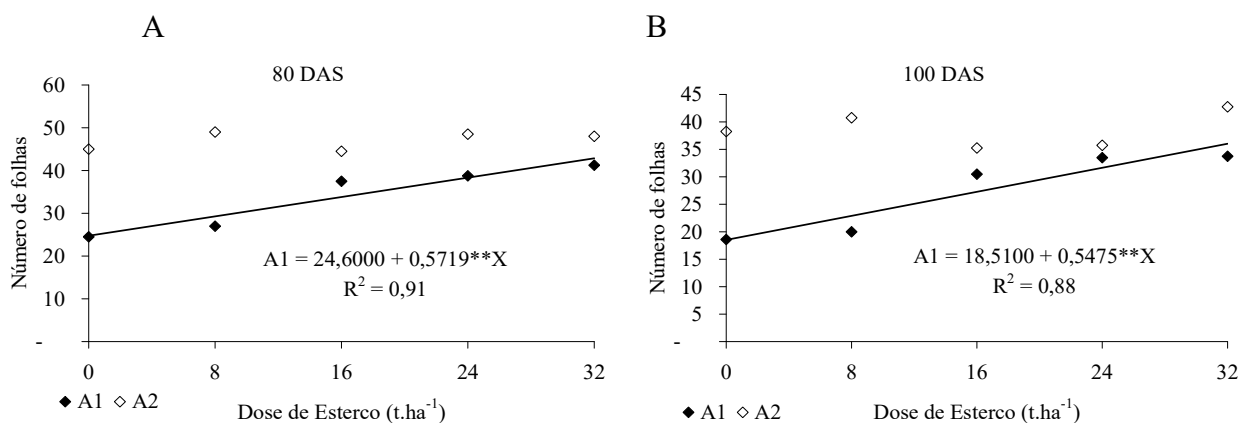 A
80 DAS
Número de folhas
60
50
40
30
20
10
-
A1 = 24,6000 + 0,5719**X
R² = 0,91
0 8 16 24 32
A1 A2
Dose de Esterco (t.ha⁻¹)
B
100 DAS
Número de folhas
45
40
35
30
25
20
15
10
5
-
A1 = 18,5100 + 0,5475**X
R² = 0,88
0 8 16 24 32
A1 A2
Dose de Esterco (t.ha⁻¹)